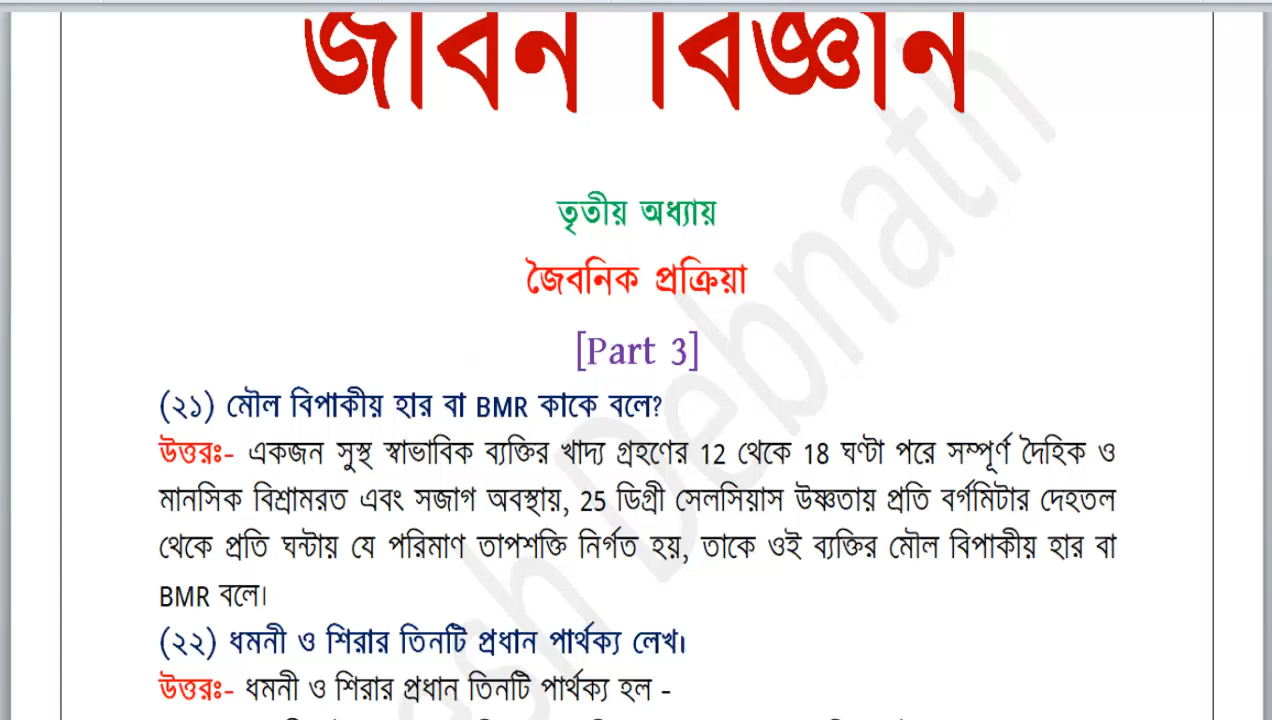 জীবন বিজ্ঞান
তৃতীয় অধ্যায়
জৈবনিক প্রক্রিয়া
[Part 3]
(২১) মৌল বিপাকীয় হার বা BMR কাকে বলে?
উত্তরঃ- একজন সুস্থ স্বাভাবিক ব্যক্তির খাদ্য গ্রহণের 12 থেকে 18 ঘণ্টা পরে সম্পূর্ণ দৈহিক ও
মানসিক বিশ্রামরত এবং সজাগ অবস্থায়, 25 ডিগ্রী সেলসিয়াস উষ্ণতায় প্রতি বর্গমিটার দেহতল
থেকে প্রতি ঘন্টায় যে পরিমাণ তাপশক্তি নির্গত হয়, তাকে ওই ব্যক্তির মৌল বিপাকীয় হার বা
BMR বলে।
(২২) ধমনী ও শিরার তিনটি প্রধান পার্থক্য লেখ।
উত্তরঃ- ধমনী ও শিরার প্রধান তিনটি পার্থক্য হল -
Debnath